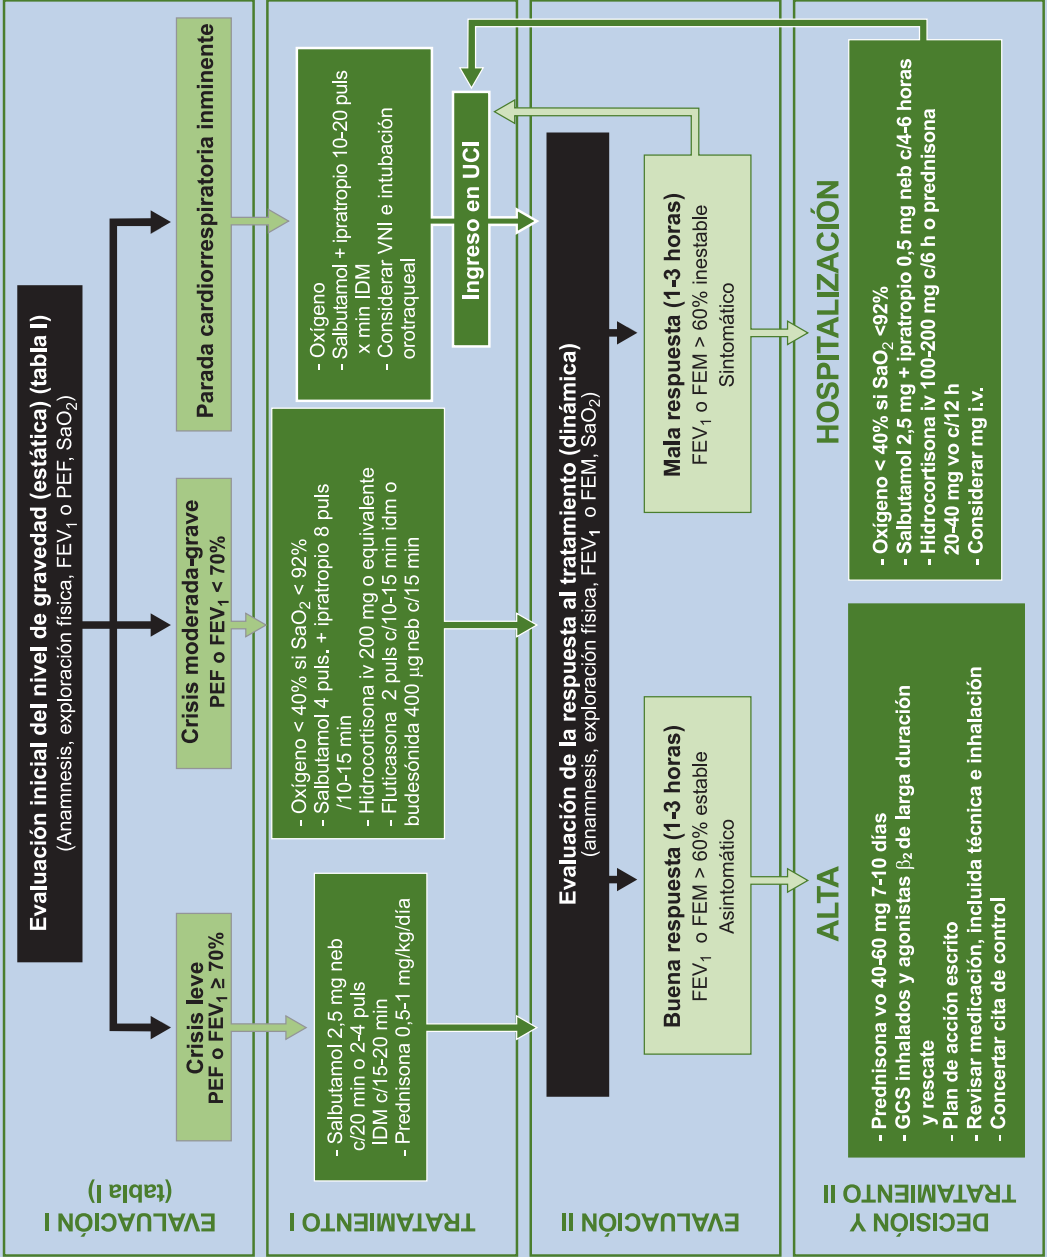 EVALUACIÓN I
(tabla I)
Evaluación inicial del nivel de gravedad (estática) (tabla I)
(Anamnesis, exploración física, FEV₁ o PEF, SaO₂)
Crisis leve
PEF o FEV₁ ≥ 70%
Crisis moderada-grave
PEF o FEV₁ < 70%
Parada cardiorrespiratoria inminente
TRATAMIENTO I
- Salbutamol 2,5 mg neb
c/20 min o 2-4 puls
IDM c/15-20 min
- Prednisona 0,5-1 mg/kg/día
- Oxígeno < 40% si SaO₂ < 92%
- Salbutamol 4 puls. + ipratropio 8 puls
/10-15 min
- Hidrocortisona iv 200 mg o equivalente
- Fluticasona 2 puls c/10-15 min idm o
budesónida 400 µg neb c/15 min
- Oxígeno
- Salbutamol + ipratropio 10-20 puls
x min IDM
- Considerar VNI e intubación
orotraqueal
Ingreso en UCI
EVALUACIÓN II
Evaluación de la respuesta al tratamiento (dinámica)
(anamnesis, exploración física, FEV₁ o FEM, SaO₂)
Buena respuesta (1-3 horas)
FEV₁ o FEM > 60% estable
Asintomático
Mala respuesta (1-3 horas)
FEV₁ o FEM > 60% inestable
Sintomático
DECISIÓN Y
TRATAMIENTO II
ALTA
- Prednisona vo 40-60 mg 7-10 días
- GCS inhalados y agonistas β₂ de larga duración
y rescate
- Plan de acción escrito
- Revisar medicación, incluida técnica e inhalación
- Concertar cita de control
HOSPITALIZACIÓN
- Oxígeno < 40% si SaO₂ <92%
- Salbutamol 2,5 mg + ipratropio 0,5 mg neb c/4-6 horas
- Hidrocortisona iv 100-200 mg c/6 h o prednisona
20-40 mg vo c/12 h
- Considerar mg i.v.